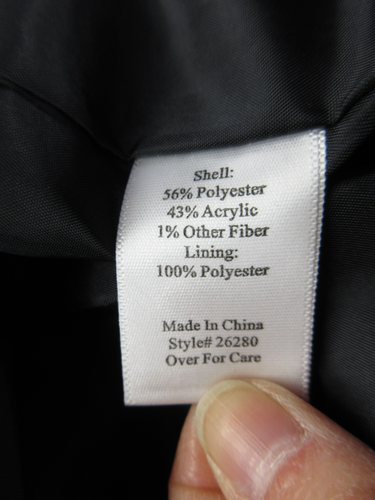 Shell:
56% Polyester
43% Acrylic
1% Other Fiber
Lining:
100% Polyester
Made In China
Style# 26280
Over For Care